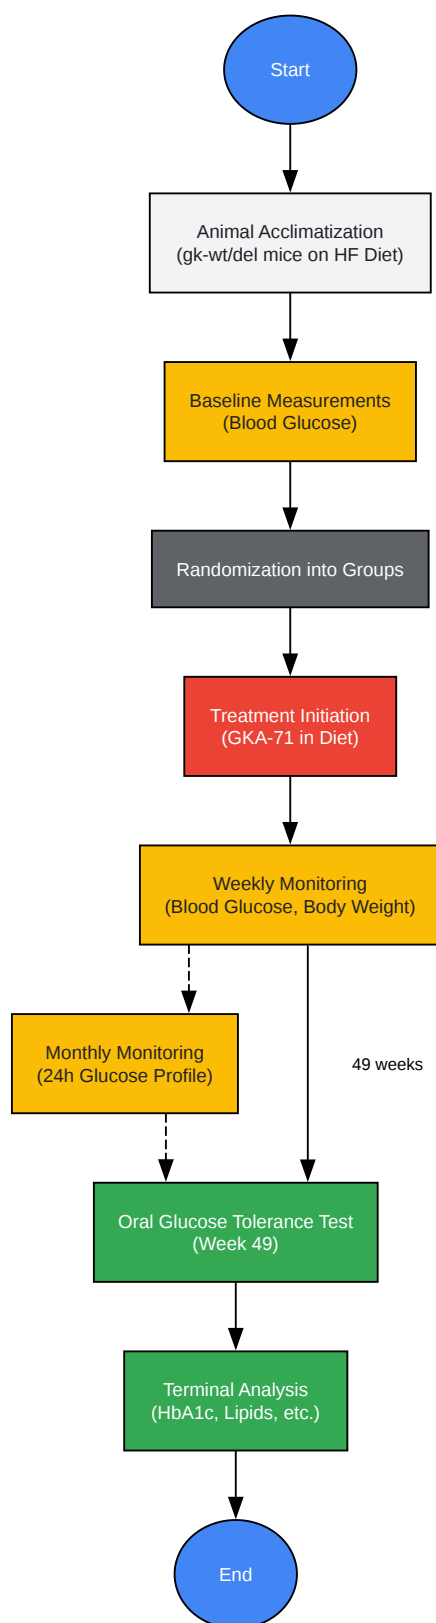 Start
Animal Acclimatization
(gk-wt/del mice on HF Diet)
Baseline Measurements
(Blood Glucose)
Randomization into Groups
Treatment Initiation
(GKA-71 in Diet)
Weekly Monitoring
(Blood Glucose, Body Weight)
Monthly Monitoring
(24h Glucose Profile)
49 weeks
Oral Glucose Tolerance Test
(Week 49)
Terminal Analysis
(HbA1c, Lipids, etc.)
End